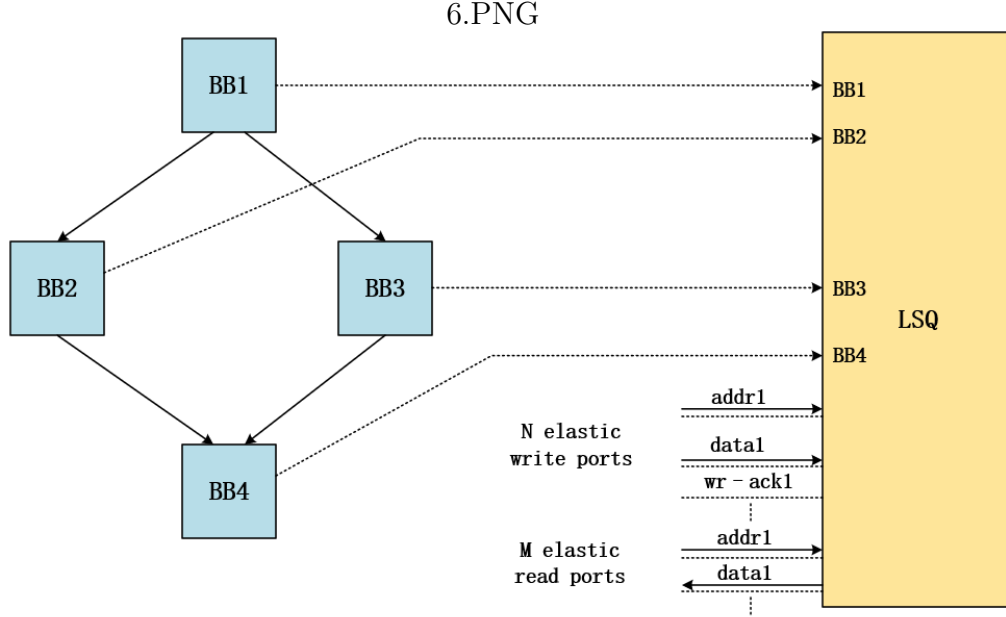 6.PNG
BB1
BB1
BB2
BB2
BB3
BB3
LSQ
BB4
addr1
N elastic
write ports
data1
wr-ack1
BB4
M elastic
read ports
addr1
data1